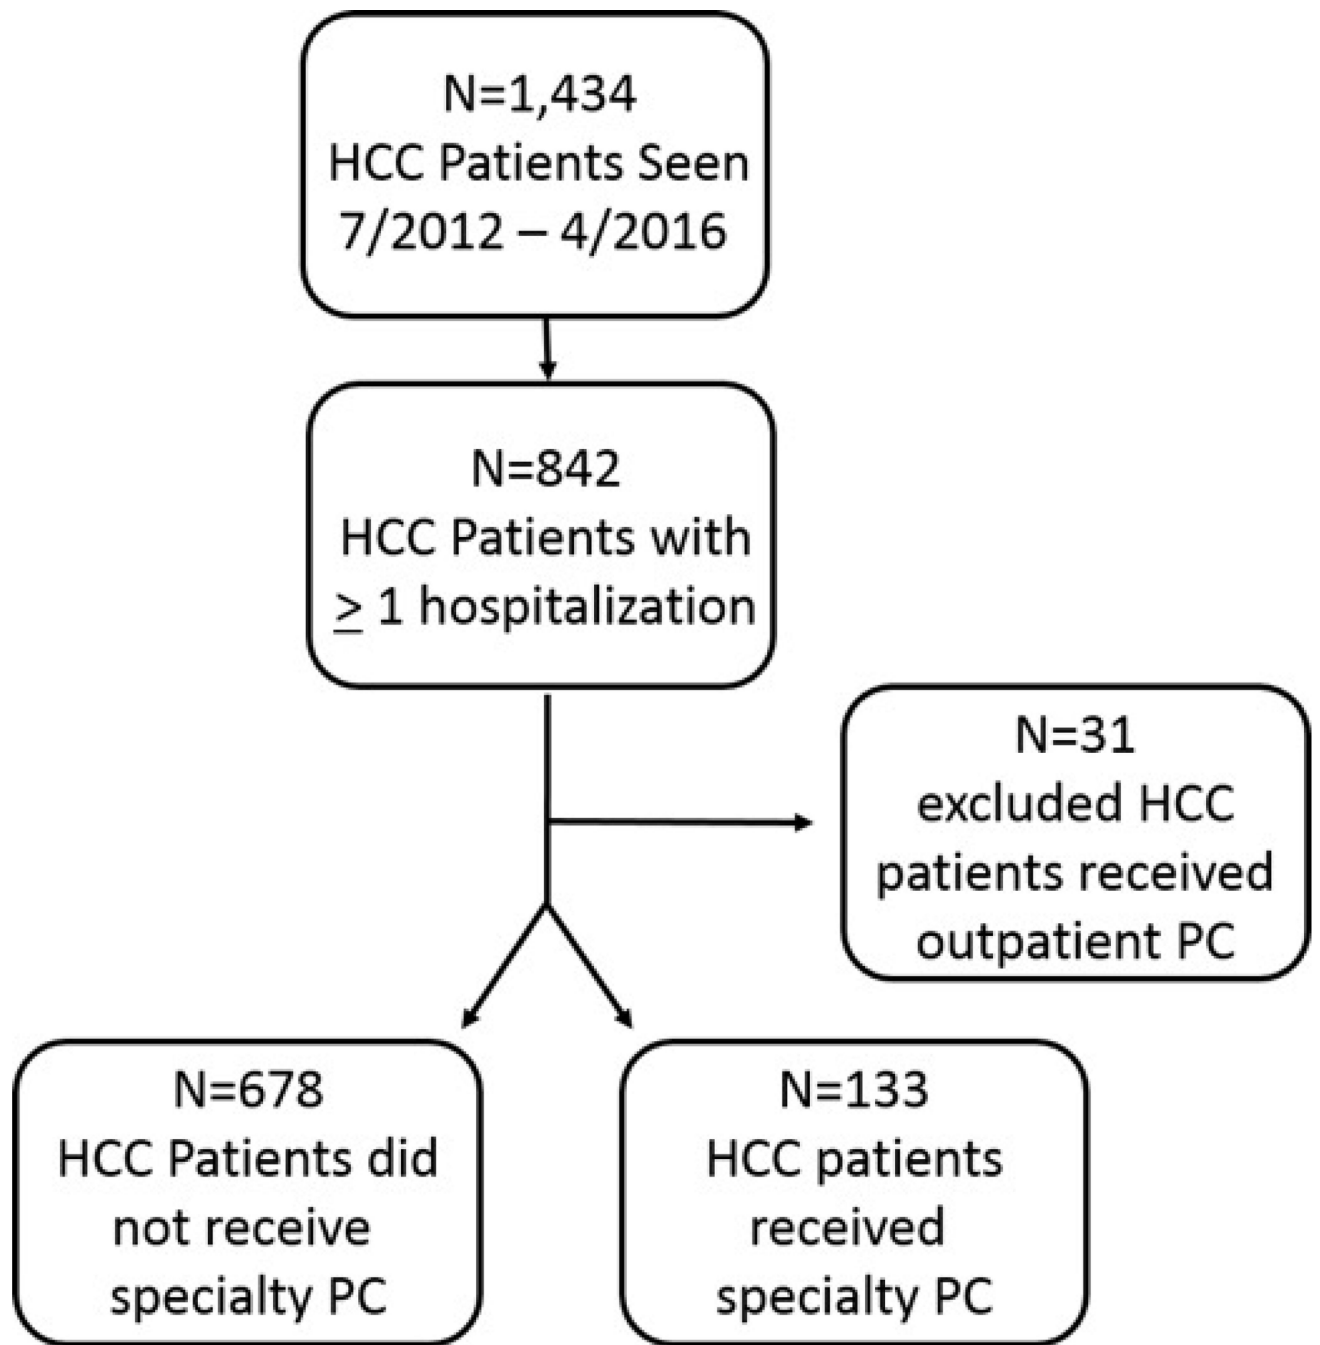 N=1,434
HCC Patients Seen
7/2012 – 4/2016
N=842
HCC Patients with
≥ 1 hospitalization
N=31
excluded HCC
patients received
outpatient PC
N=678
HCC Patients did
not receive
specialty PC
N=133
HCC patients
received
specialty PC